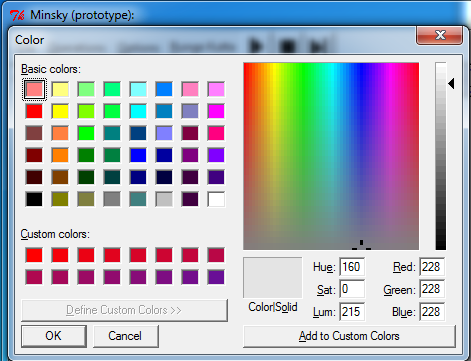 Minsky (prototype):
Color
Basic colors:
Custom colors:
Define Custom Colors >>
OK Cancel
Color|Solid
Hue: 160 Red: 228
Sat: 0 Green: 228
Lum: 215 Blue: 228
Add to Custom Colors